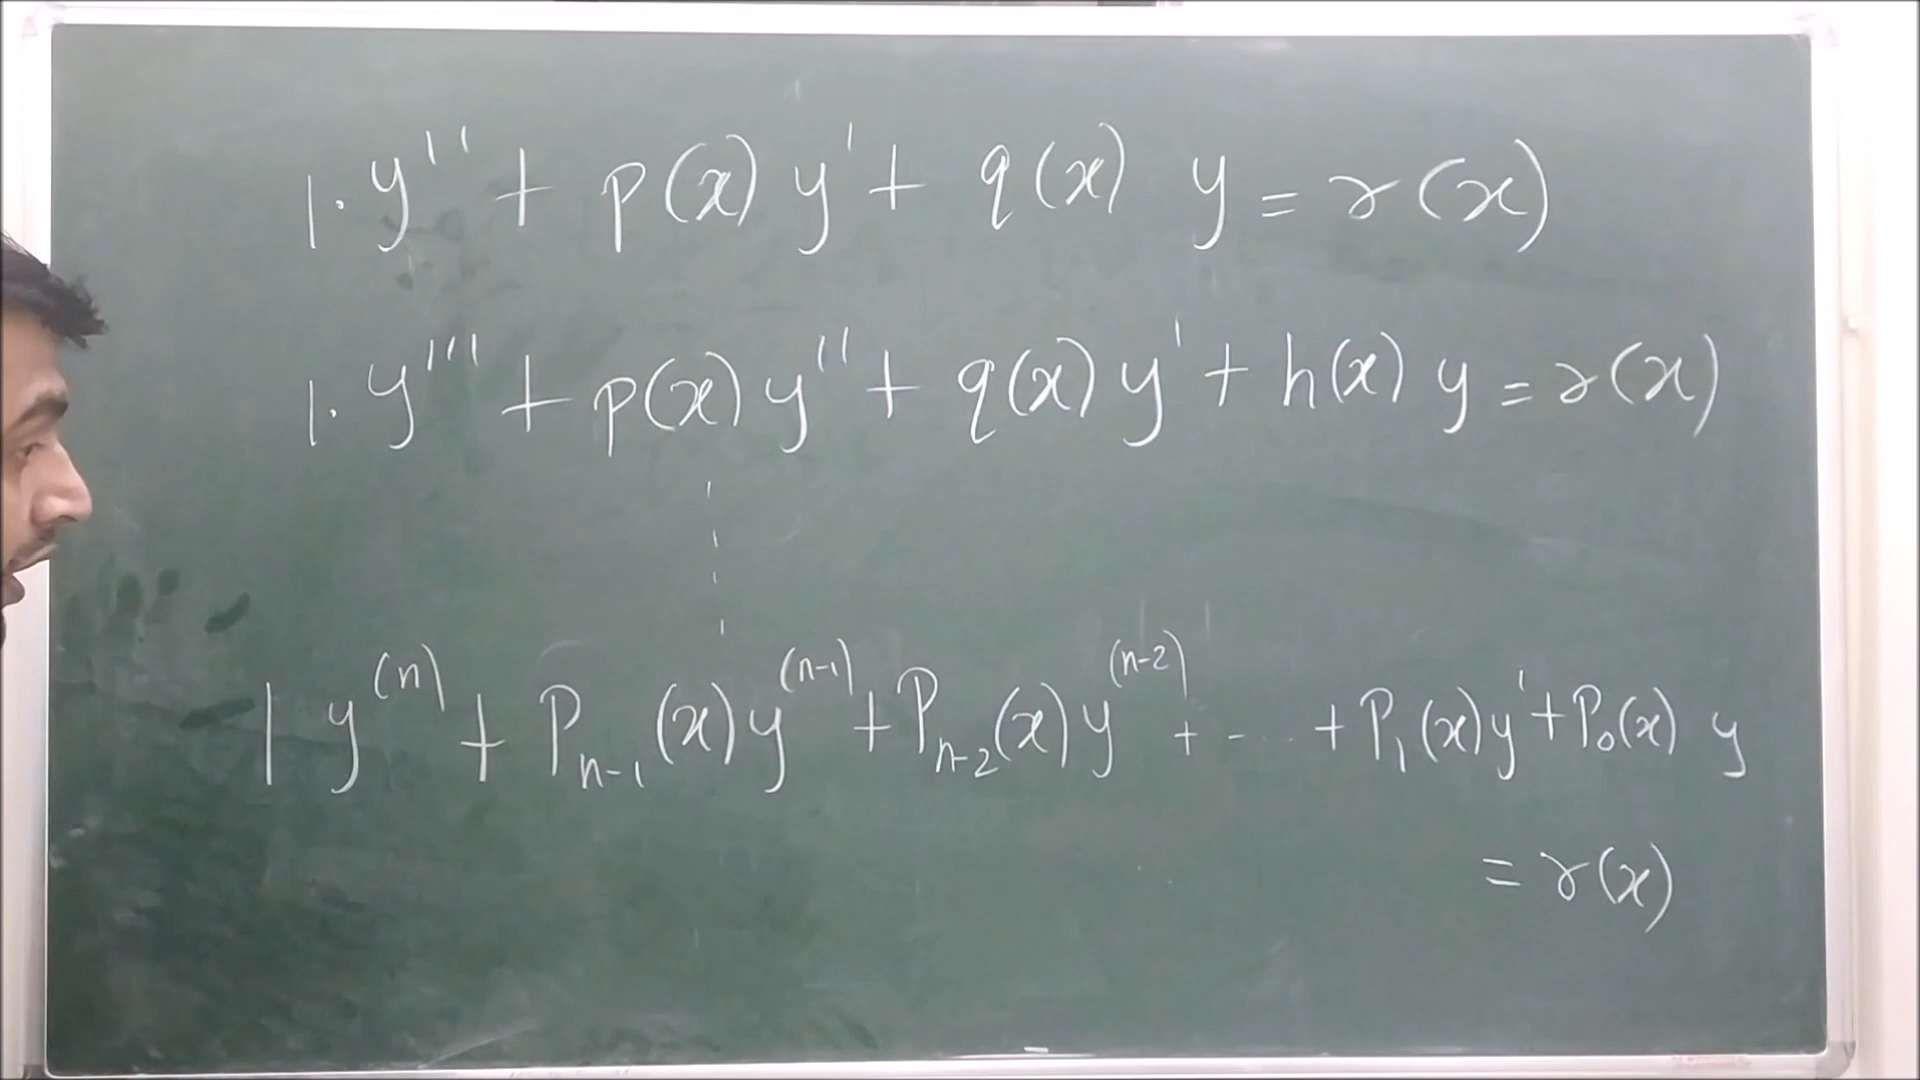 1. y'' + p(x) y' + q(x) y = r(x)
1. y''' + p(x) y'' + q(x) y' + h(x) y = r(x)
1 y^(n) + P_{n-1}(x) y^(n-1) + P_{n-2}(x) y^(n-2) + - ... + P_1(x) y' + P_0(x) y
= r(x)